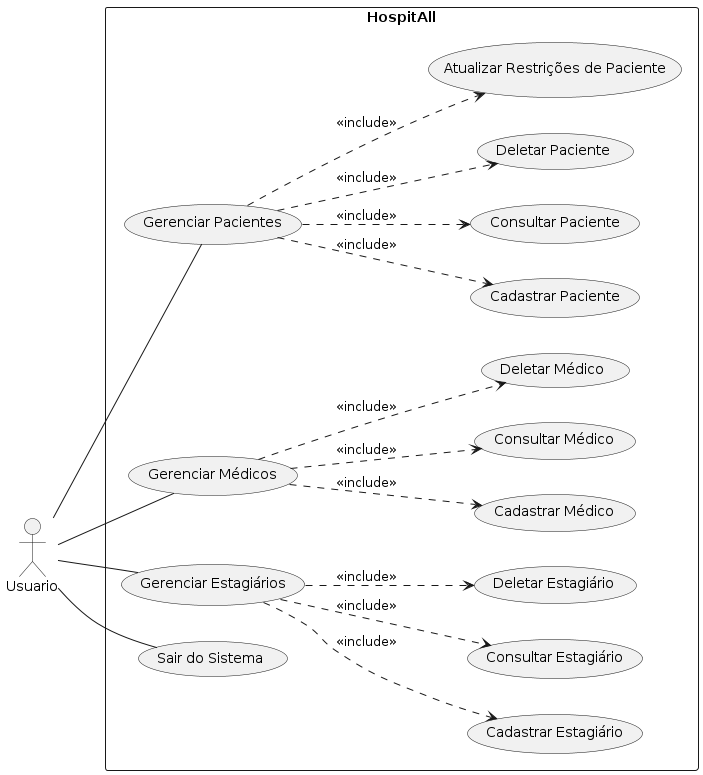 HospitAll
Atualizar Restrições de Paciente
«include»
Deletar Paciente
«include»
Gerenciar Pacientes
«include»
Consultar Paciente
«include»
Cadastrar Paciente
Deletar Médico
«include»
Consultar Médico
«include»
Gerenciar Médicos
«include»
Cadastrar Médico
Usuario
Gerenciar Estagiários
«include»
Deletar Estagiário
«include»
Sair do Sistema
«include»
Consultar Estagiário
Cadastrar Estagiário